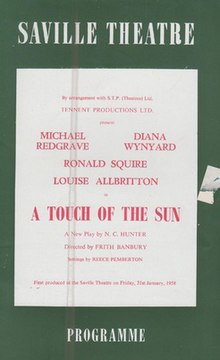 SAVILLE THEATRE
By arrangement with S.T.P. (Theatres) Ltd.
TENNENT PRODUCTIONS LTD.
present
MICHAEL REDGRAVE
DIANA WYNYARD
RONALD SQUIRE
LOUISE ALLBRITTON
in
A TOUCH OF THE SUN
A New Play by N. C. HUNTER
Directed by FRITH BANBURY
Settings by REECE PEMBERTON
First produced at the Saville Theatre on Friday, 31st January, 1958
PROGRAMME